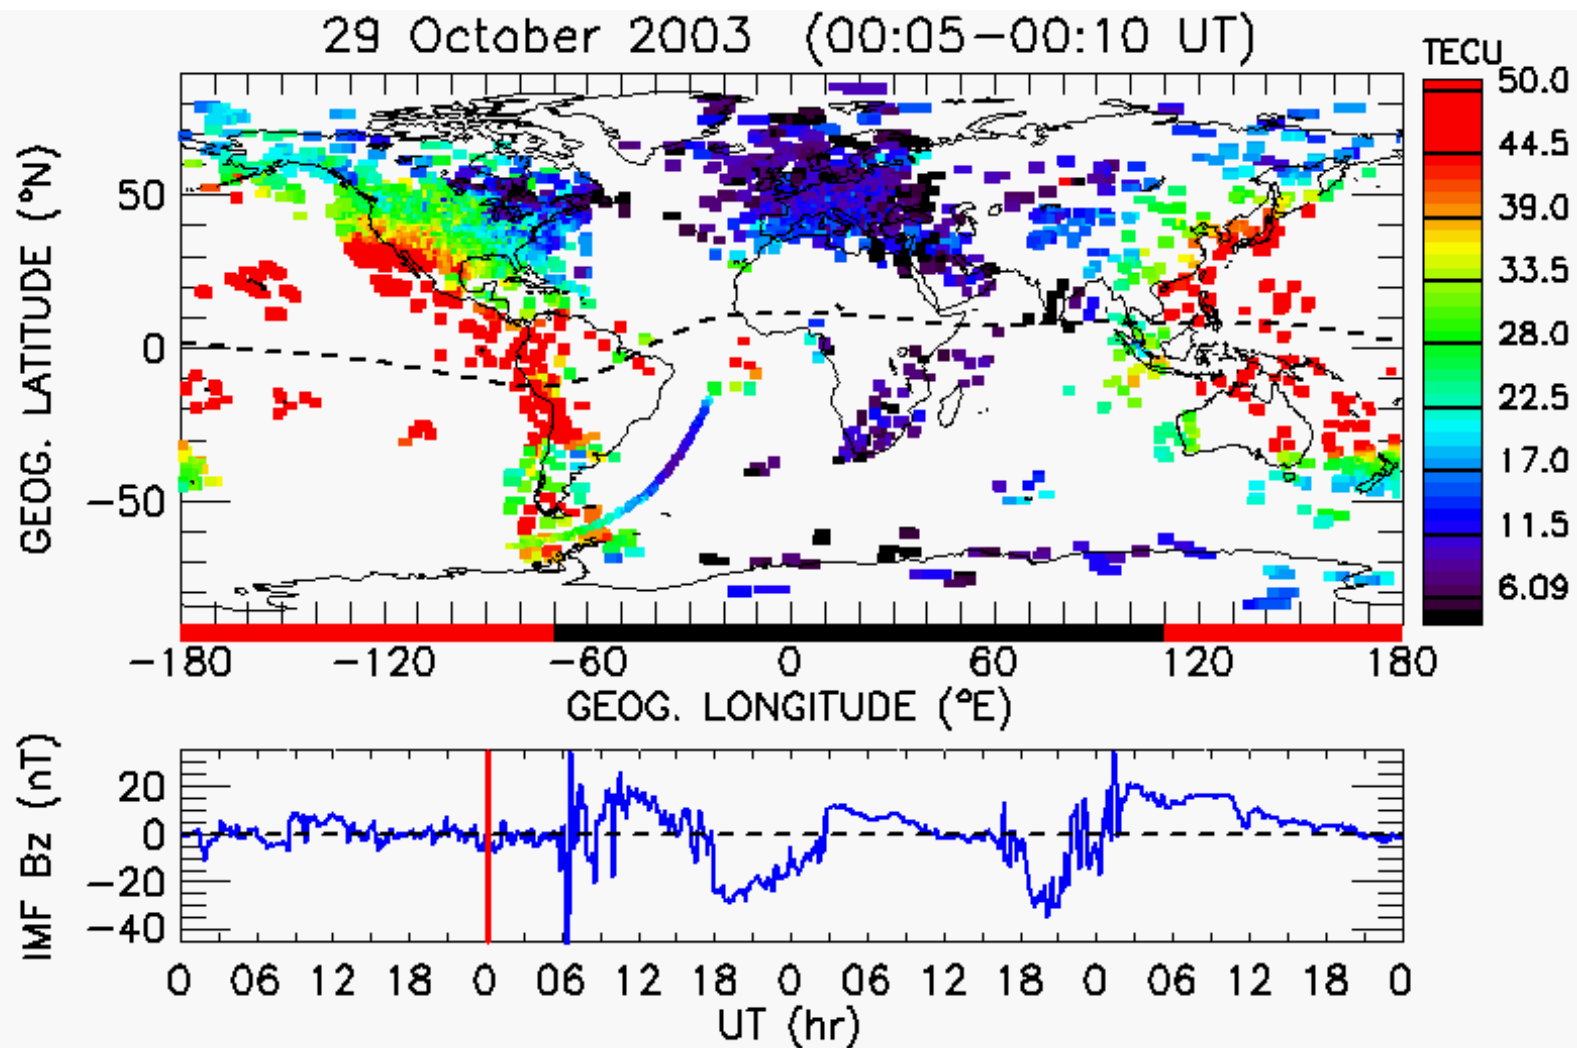 29 October 2003 (00:05-00:10 UT)
TECU
50.0
44.5
39.0
33.5
28.0
22.5
17.0
11.5
6.09
GEOG. LATITUDE (°N)
50
0
-50
-180 -120 -60 0 60 120 180
GEOG. LONGITUDE (°E)
IMF Bz (nT)
20
0
-20
-40
0 06 12 18 0 06 12 18 0 06 12 18 0 06 12 18 0
UT (hr)